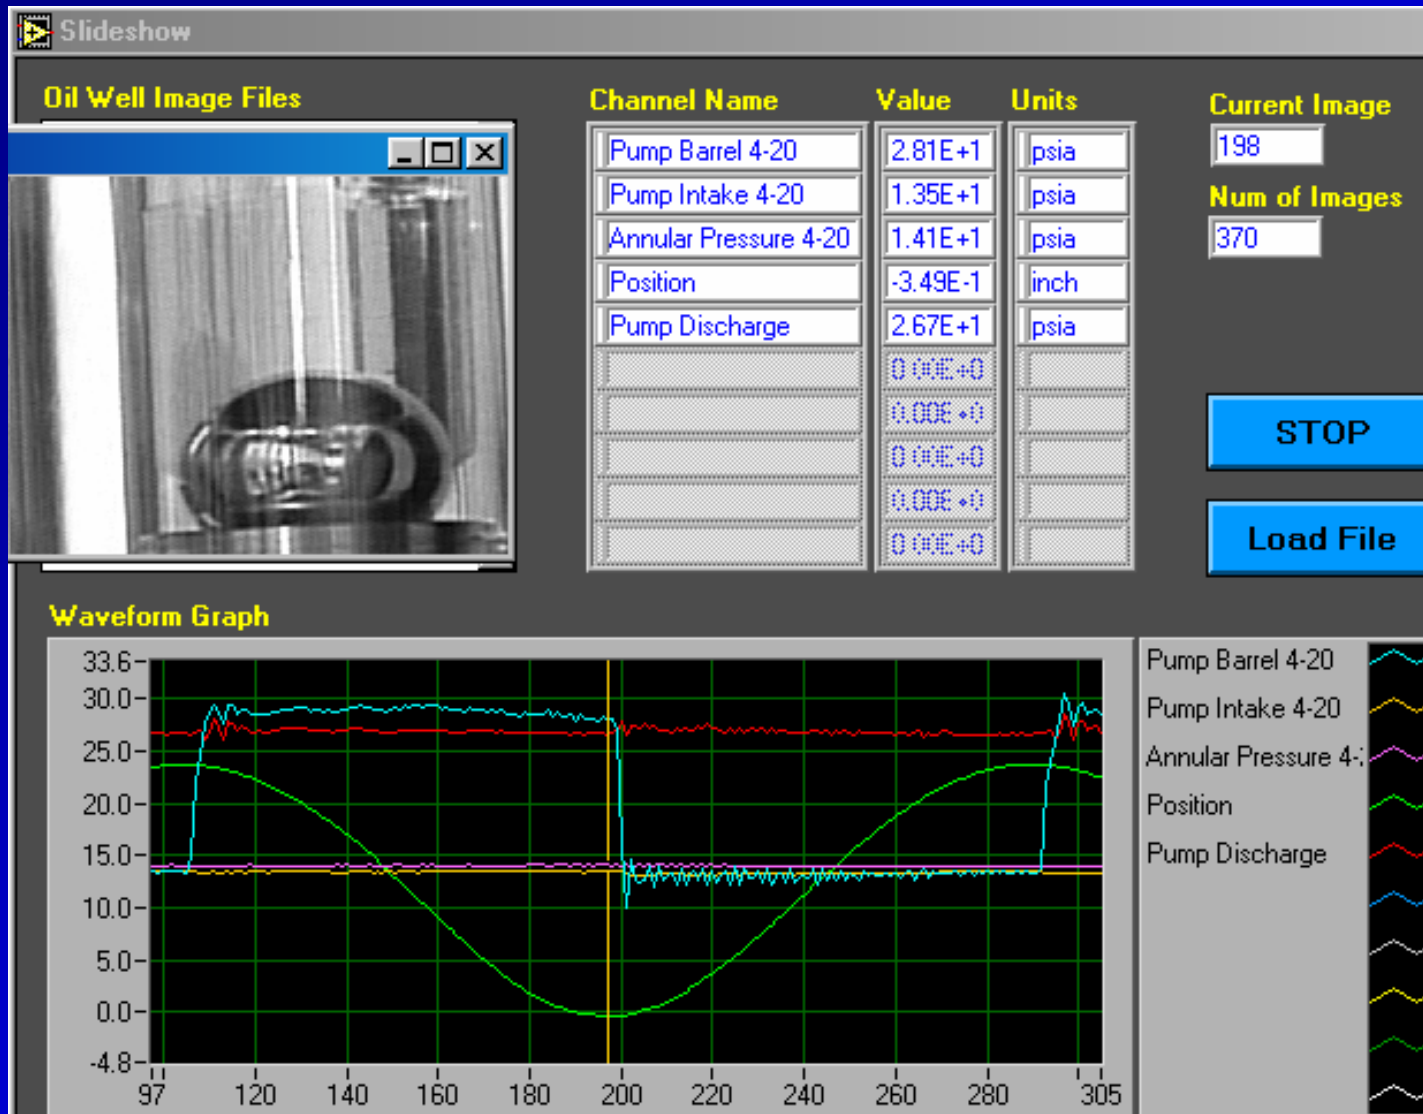 Slideshow
Oil Well Image Files
Channel Name Value Units
Pump Barrel 4-20 2.81E+1 psia
Pump Intake 4-20 1.35E+1 psia
Annular Pressure 4-20 1.41E+1 psia
Position -3.49E-1 inch
Pump Discharge 2.67E+1 psia
0.00E+0
0.00E+0
0.00E+0
0.00E+0
0.00E+0
Current Image
198
Num of Images
370
STOP
Load File
Waveform Graph
33.6
30.0
25.0
20.0
15.0
10.0
5.0
0.0
-4.8
97 120 140 160 180 200 220 240 260 280 305
Pump Barrel 4-20
Pump Intake 4-20
Annular Pressure 4-
Position
Pump Discharge